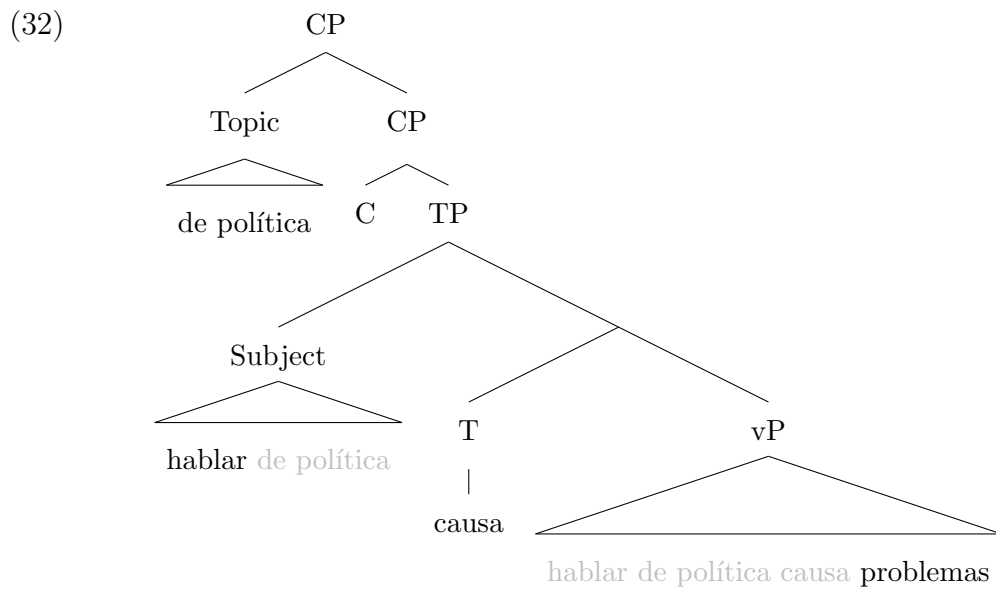 (32)
CP
Topic CP
de política C TP
Subject
hablar de política T vP
|
causa
hablar de política causa problemas